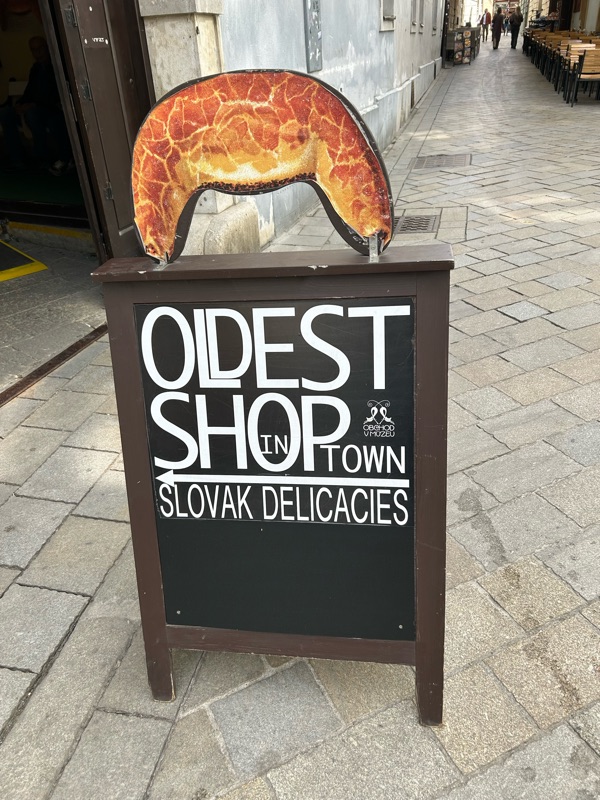 OLDEST
SHOP IN TOWN
OBCHOD
V MÚZEU
SLOVAK DELICACIES